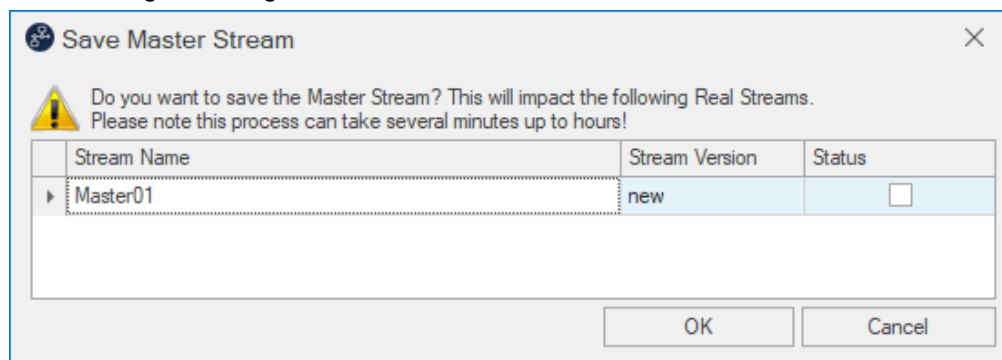 Save Master Stream
Do you want to save the Master Stream? This will impact the following Real Streams.
Please note this process can take several minutes up to hours!
Stream Name Stream Version Status
Master01 new
OK Cancel